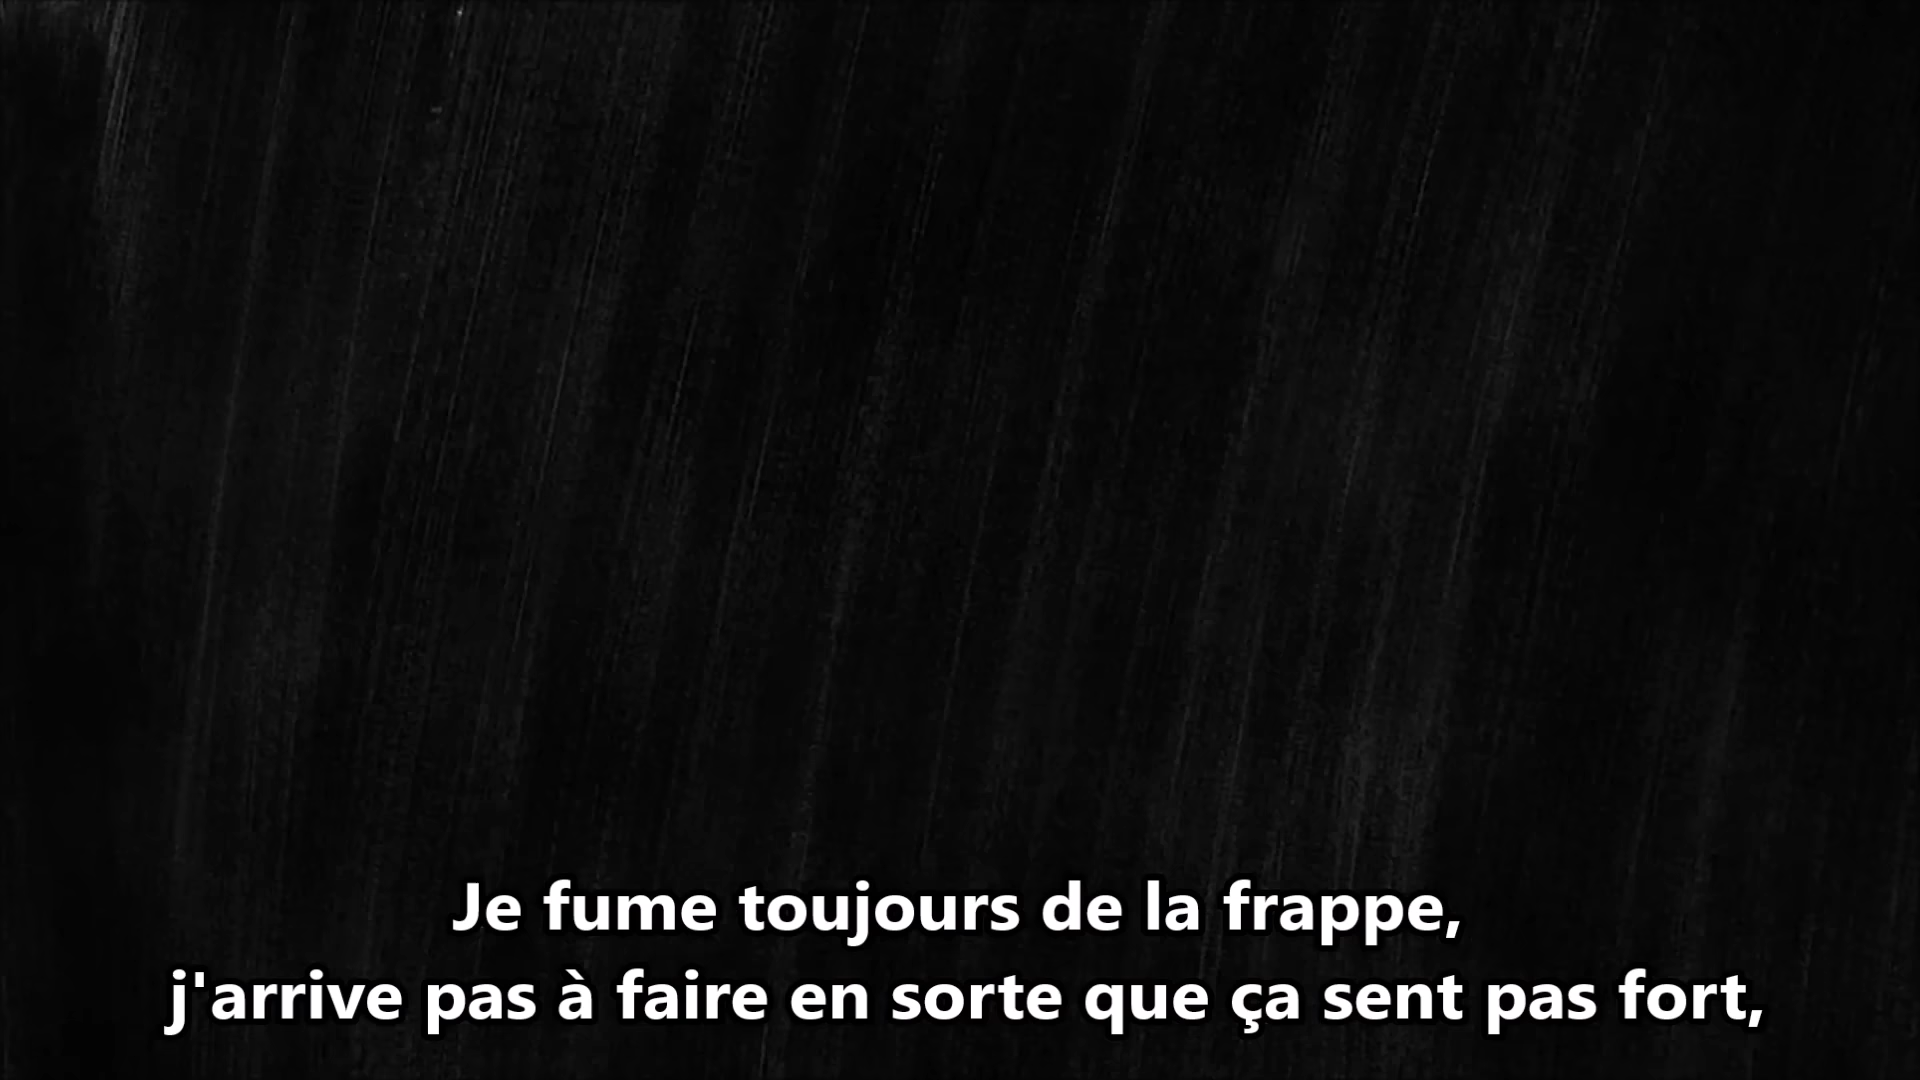 Je fume toujours de la frappe,
j'arrive pas à faire en sorte que ça sent pas fort,